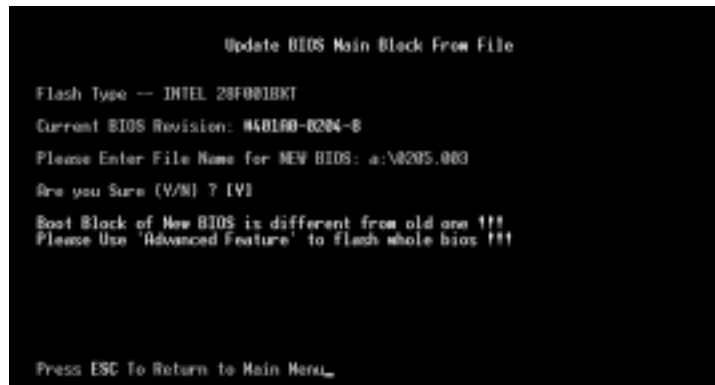 Update BIOS Main Block From File
Flash Type -- INTEL 28F001BXT
Current BIOS Revision: #401A0-0204-B
Please Enter File Name for NEW BIOS: a:\0205.003
Are you Sure (Y/N) ? [Y]
Boot Block of New BIOS is different from old one !!!
Please Use 'Advanced Feature' to flash whole bios !!!
Press ESC To Return to Main Menu_